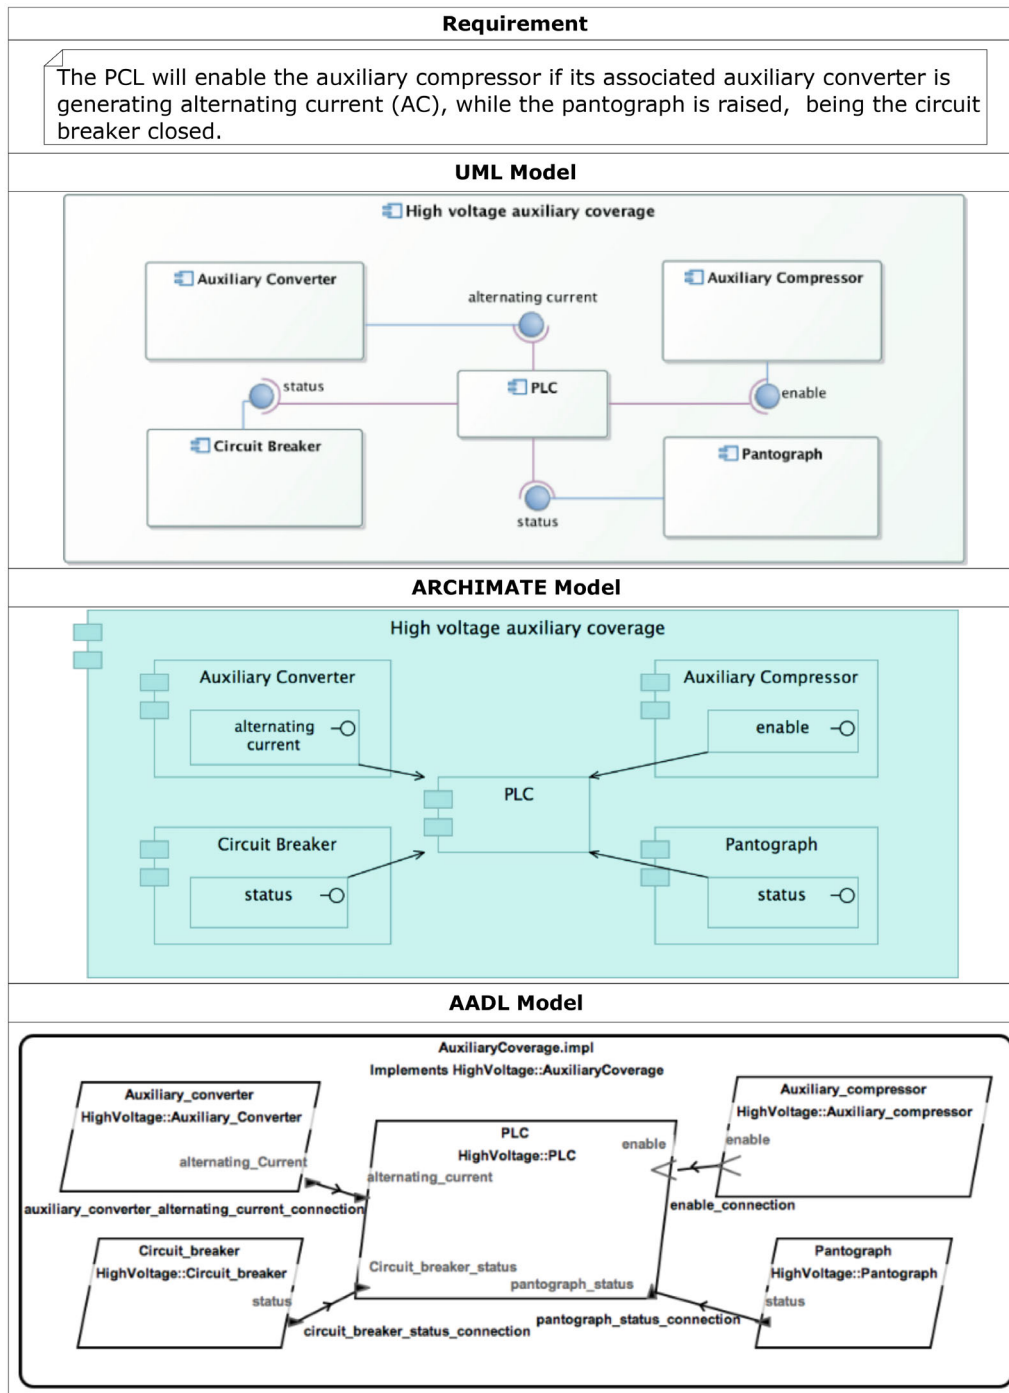 Requirement
The PCL will enable the auxiliary compressor if its associated auxiliary converter is
generating alternating current (AC), while the pantograph is raised, being the circuit
breaker closed.
UML Model
High voltage auxiliary coverage
Auxiliary Converter
Auxiliary Compressor
alternating current
status
PLC
enable
Circuit Breaker
Pantograph
status
ARCHIMATE Model
High voltage auxiliary coverage
Auxiliary Converter
Auxiliary Compressor
alternating
current
enable
PLC
Circuit Breaker
Pantograph
status
status
AADL Model
AuxiliaryCoverage.impl
Implements HighVoltage::AuxiliaryCoverage
Auxiliary_converter
HighVoltage::Auxiliary_Converter
alternating_Current
auxiliary_converter_alternating_current_connection
PLC
HighVoltage::PLC
enable
alternating_current
Auxiliary_compressor
HighVoltage::Auxiliary_compressor
enable
enable_connection
Circuit_breaker
HighVoltage::Circuit_breaker
status
circuit_breaker_status_connection
Circuit_breaker_status
pantograph_status
pantograph_status_connection
Pantograph
HighVoltage::Pantograph
status